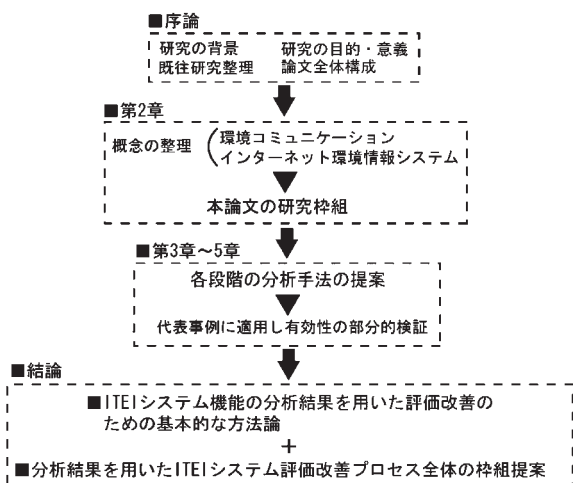 ■序論
研究の背景 研究の目的・意義
既往研究整理 論文全体構成
■第2章
概念の整理
環境コミュニケーション
インターネット環境情報システム
本論文の研究枠組
■第3章～5章
各段階の分析手法の提案
代表事例に適用し有効性の部分的検証
■結論
■ITEIシステム機能の分析結果を用いた評価改善の
ための基本的な方法論
+
■分析結果を用いたITEIシステム評価改善プロセス全体の枠組提案